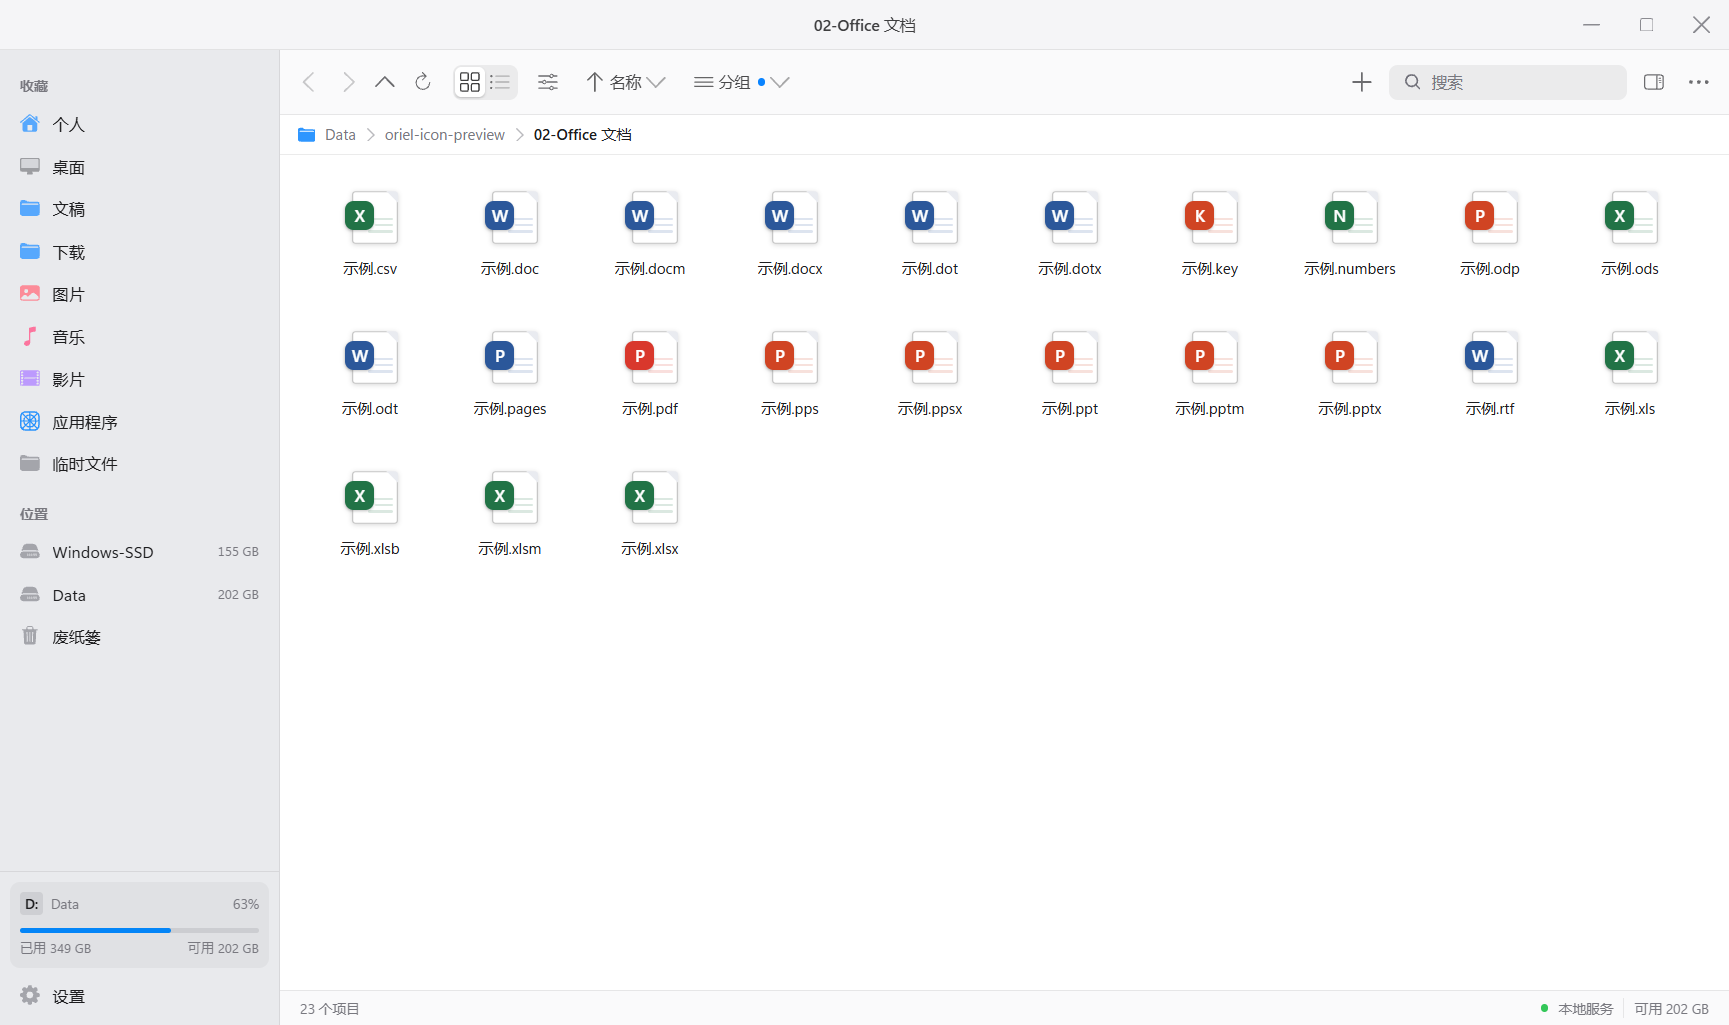 02-Office 文档
收藏
个人
桌面
文稿
下载
图片
音乐
影片
应用程序
临时文件
位置
Windows-SSD 155 GB
Data 202 GB
废纸篓
D: Data 63%
已用 349 GB 可用 202 GB
设置
名称 分组 搜索
Data oriel-icon-preview 02-Office 文档
X W W W W W K N P X
示例.csv 示例.doc 示例.docm 示例.docx 示例.dot 示例.dotx 示例.key 示例.numbers 示例.odp 示例.ods
W P P P P P P P W X
示例.odt 示例.pages 示例.pdf 示例.pps 示例.ppsx 示例.ppt 示例.pptm 示例.pptx 示例.rtf 示例.xls
X X X
示例.xlsb 示例.xlsm 示例.xlsx
23 个项目 本地服务 可用 202 GB